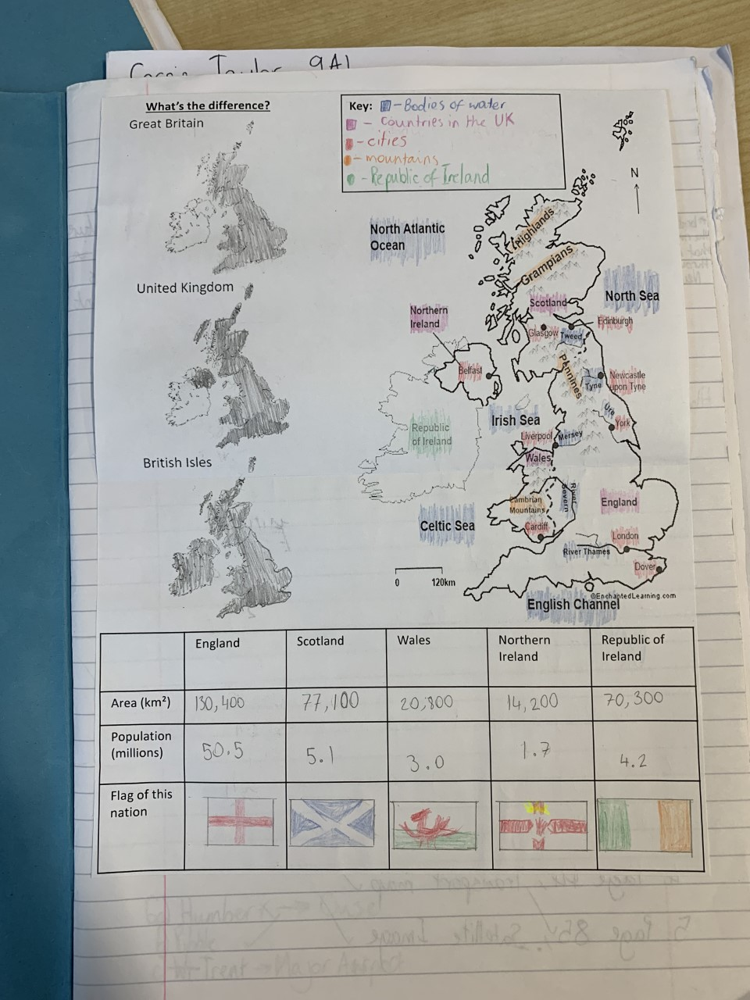 9A1
What's the difference?
Great Britain
United Kingdom
British Isles
Key: - Bodies of water
- Countries in the UK
- cities
- mountains
- Republic of Ireland
N
North Atlantic
Ocean
Highlands
Grampians
Scotland
North Sea
Northern
Ireland
Edinburgh
Glasgow
Tweed
Belfast
Pennines
Newcastle
upon Tyne
Tyne
Ure
York
Irish Sea
Republic
of Ireland
Liverpool
Mersey
Wales
Cambrian
Mountains
River
Severn
England
Celtic Sea
Cardiff
London
River Thames
Dover
0 120km
©EnchantedLearning.com
English Channel
England Scotland Wales Northern Ireland Republic of Ireland
Area (km²) 130,400 77,100 20,800 14,200 70,300
Population (millions) 50.5 5.1 3.0 1.7 4.2
Flag of this
nation